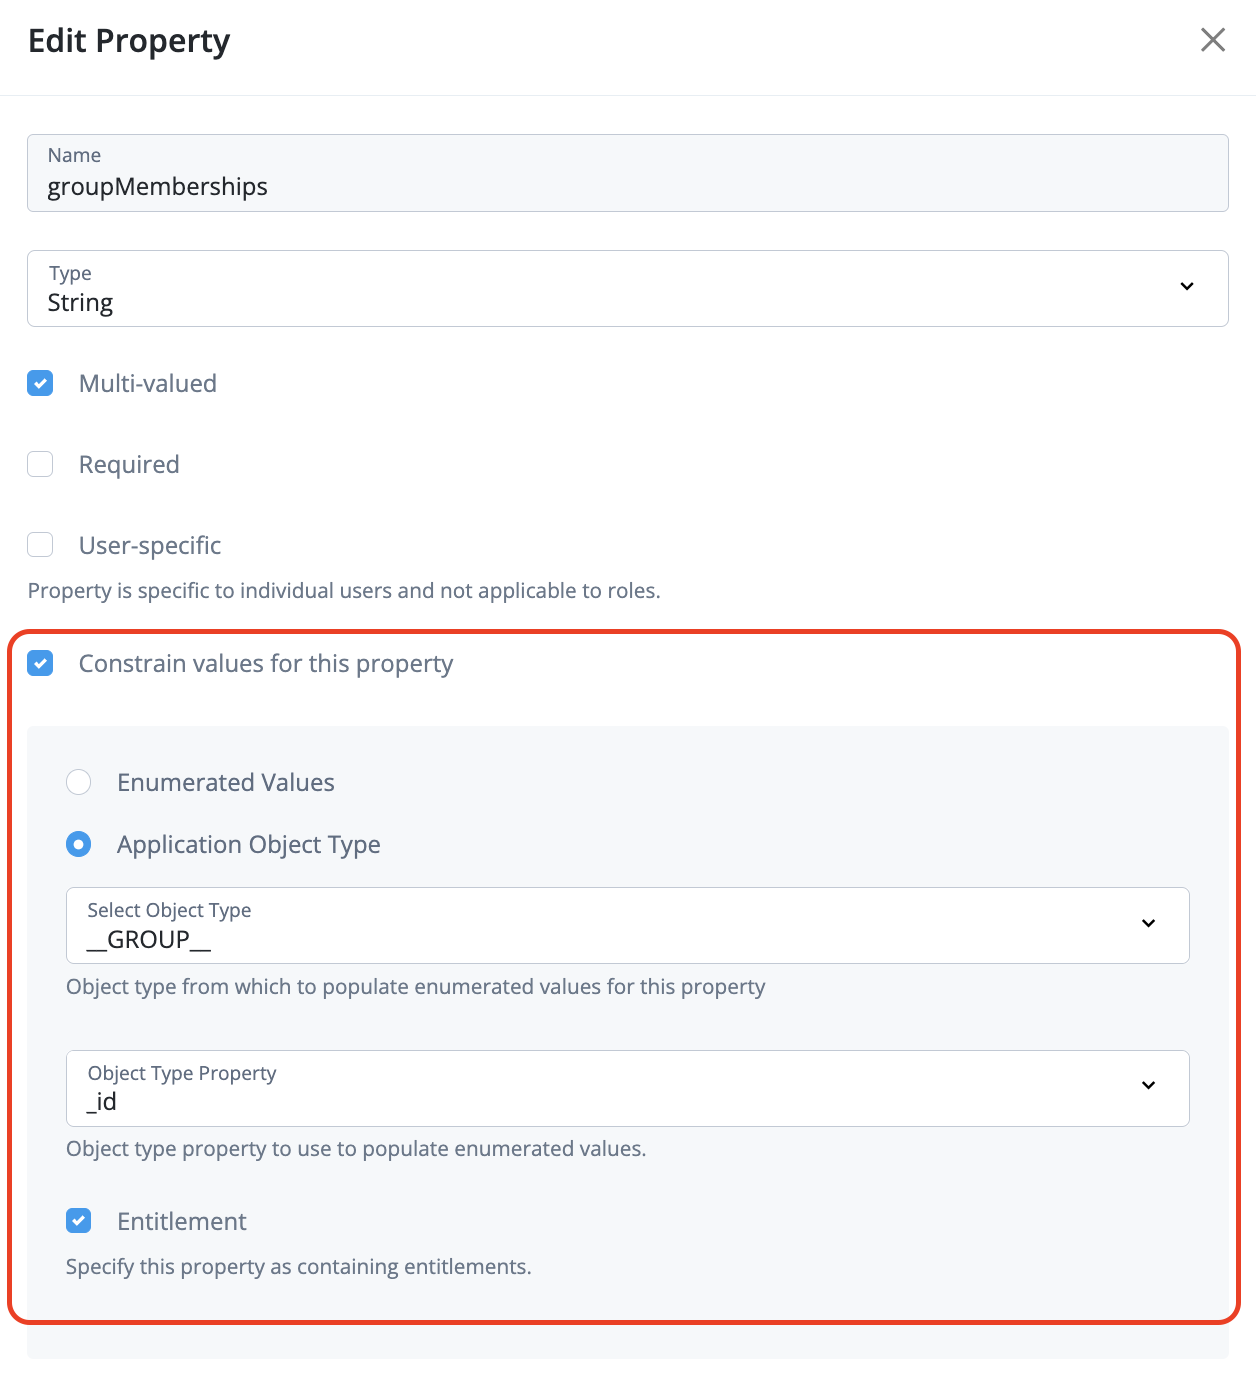 Edit Property
Name
groupMemberships
Type
String
Multi-valued
Required
User-specific
Property is specific to individual users and not applicable to roles.
Constrain values for this property
Enumerated Values
Application Object Type
Select Object Type
__GROUP__
Object type from which to populate enumerated values for this property
Object Type Property
_id
Object type property to use to populate enumerated values.
Entitlement
Specify this property as containing entitlements.